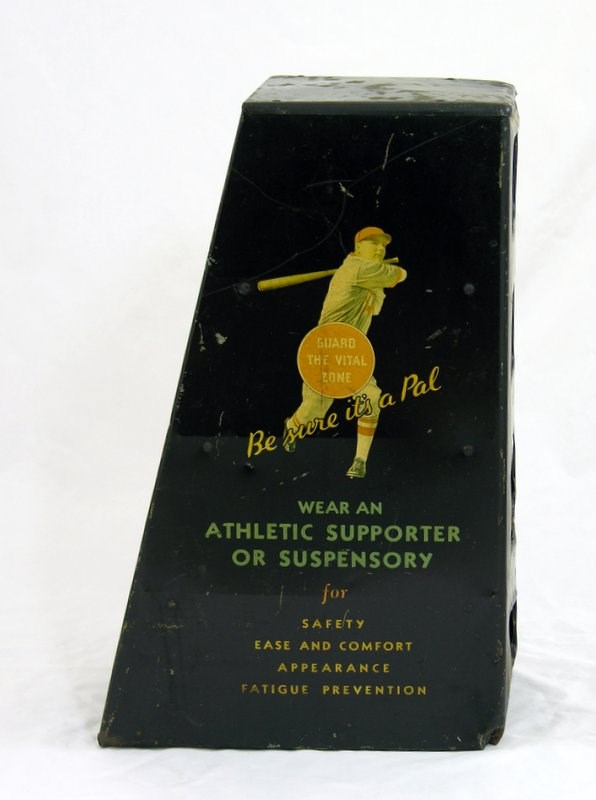 GUARD
THE VITAL
ZONE
Be sure it's a Pal
WEAR AN
ATHLETIC SUPPORTER
OR SUSPENSORY
for
SAFETY
EASE AND COMFORT
APPEARANCE
FATIGUE PREVENTION